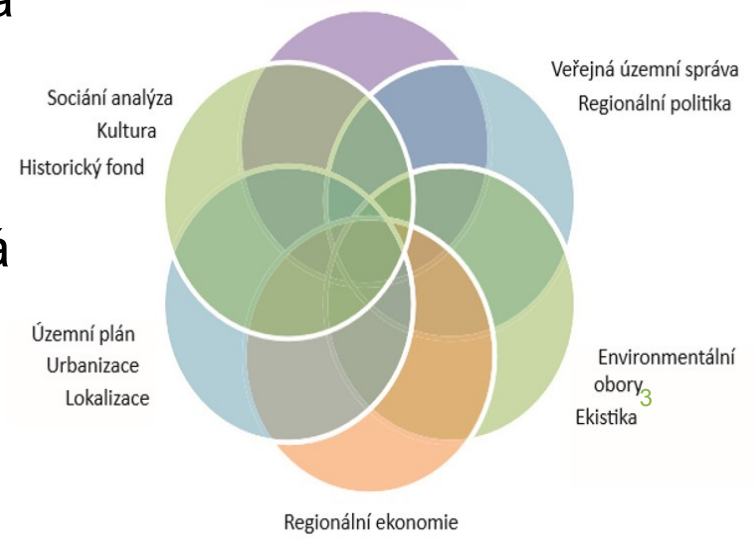 Veřejná územní správa
Regionální politika
Sociání analýza
Kultura
Historický fond
Územní plán
Urbanizace
Lokalizace
Environmentální
obory
3
Ekistika
Regionální ekonomie